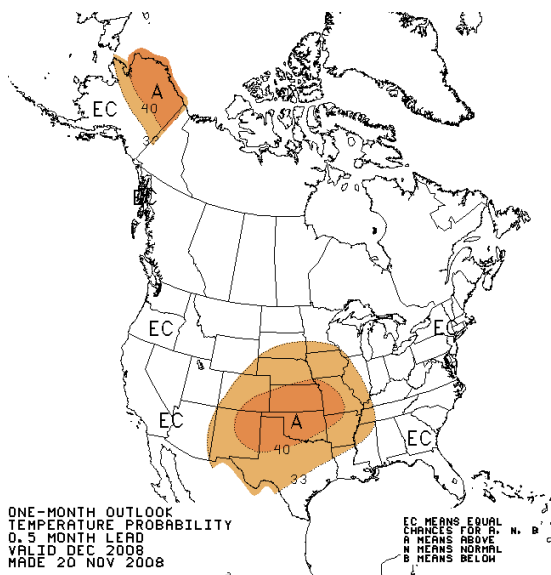 A
EC
40
33
EC
EC
EC
EC
A
EC
40
33
ONE-MONTH OUTLOOK
TEMPERATURE PROBABILITY
0.5 MONTH LEAD
VALID DEC 2008
MADE 20 NOV 2008
EC MEANS EQUAL
CHANCES FOR A, N, B
A MEANS ABOVE
N MEANS NORMAL
B MEANS BELOW